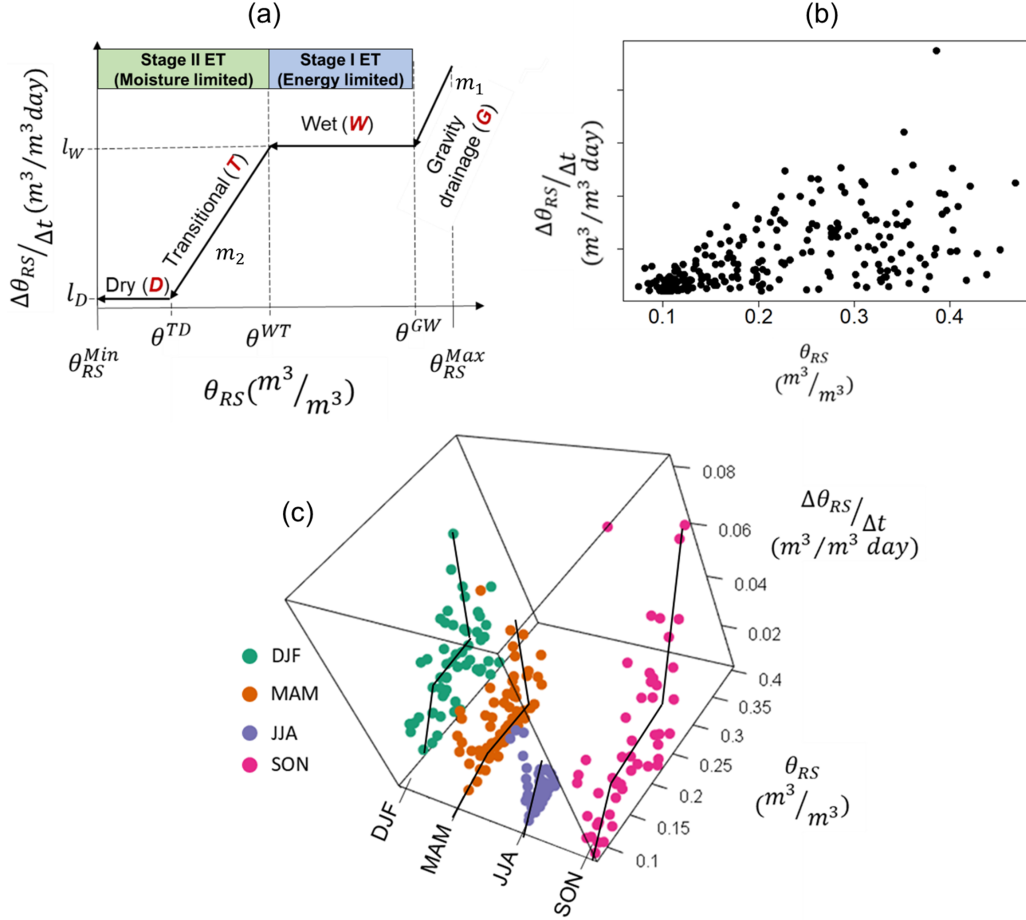 (a)
Stage II ET
(Moisture limited)
Stage I ET
(Energy limited)
m₁
Wet (W)
Gravity
drainage (G)
Transitional (T)
m₂
Dry (D)
l_W
l_D
Δθ_RS/Δt (m³/m³ day)
θ^TD
θ^WT
θ^GW
θ_RS^Min
θ_RS^Max
θ_RS(m³/m³)
(b)
Δθ_RS/Δt
(m³/m³ day)
0.1
0.2
0.3
0.4
θ_RS
(m³/m³)
(c)
DJF
MAM
JJA
SON
0.08
0.06
0.04
0.02
Δθ_RS/Δt
(m³/m³ day)
0.4
0.35
0.3
0.25
0.2
0.15
0.1
θ_RS
(m³/m³)
DJF
MAM
JJA
SON